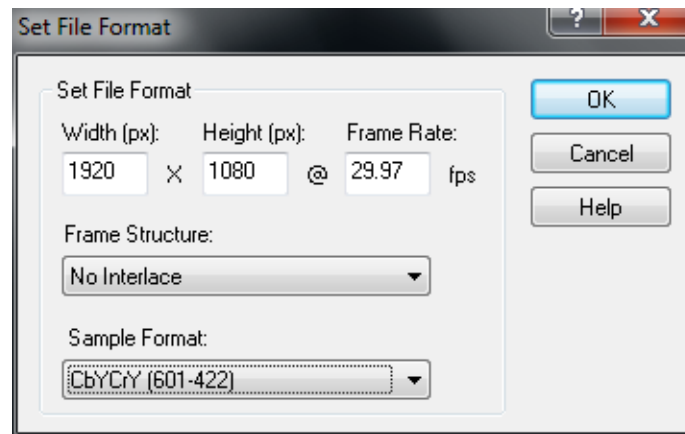 Set File Format
? X
Set File Format
OK
Width (px): Height (px): Frame Rate:
1920 X 1080 @ 29.97 fps
Cancel
Help
Frame Structure:
No Interlace
Sample Format:
CbYCrY (601-422)